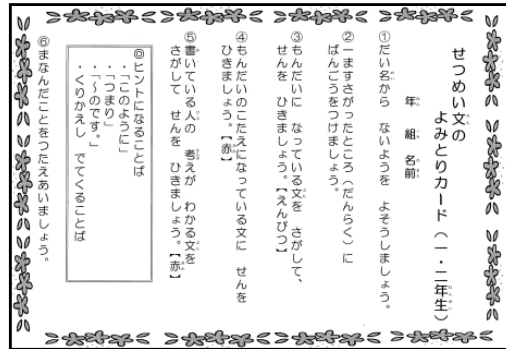 せつめい文の
よみとりカード(一・二年生)
年 組 名前
①だい名から ないようを よそうしましょう。
②一ますさがったところ(だんらく)に
ばんごうをつけましょう。
③もんだいに なっている文を さがして、
せんを ひきましょう。【えんぴつ】
④もんだいのこたえになっている文に せんを
ひきましょう。【赤】
⑤書いている人の 考えが わかる文を
さがして せんを ひきましょう。【赤】
◎ヒントになることば
・「このように」
・「つまり」
・「~のです。」
・くりかえし でてくることば
⑥まなんだことをつたえあいましょう。